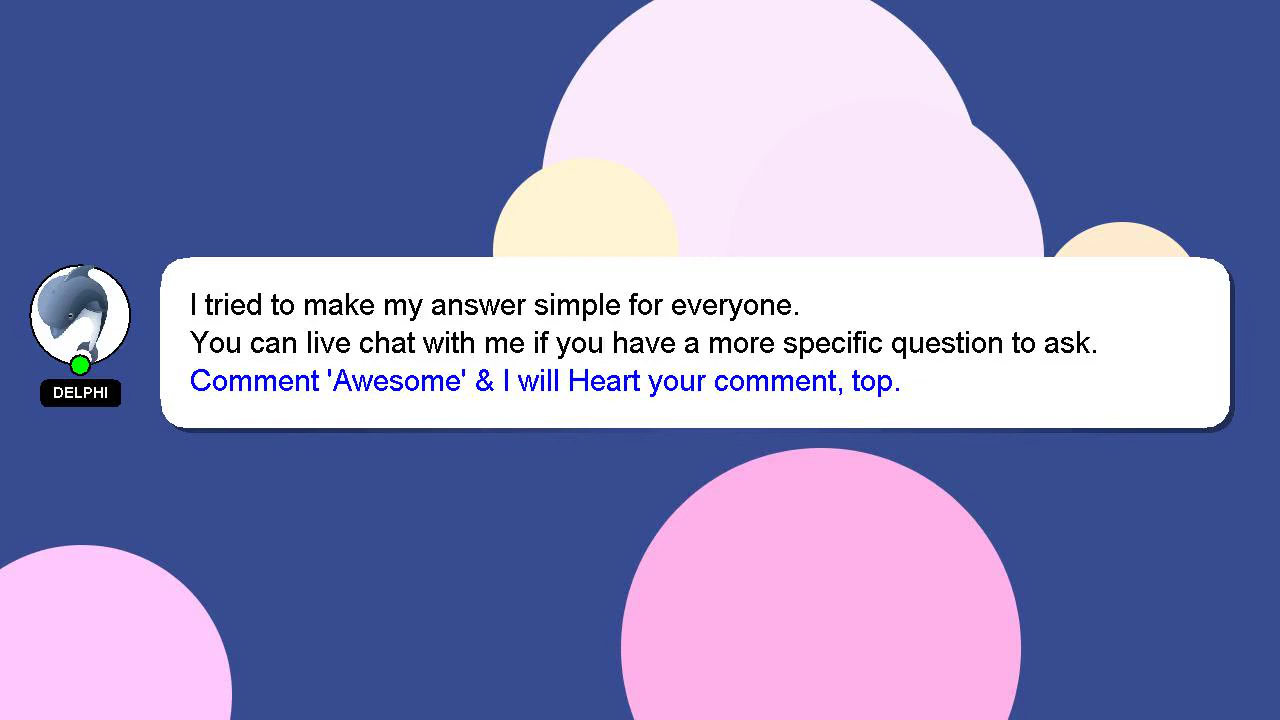 I tried to make my answer simple for everyone.
You can live chat with me if you have a more specific question to ask.
Comment 'Awesome' & I will Heart your comment, top.
DELPHI